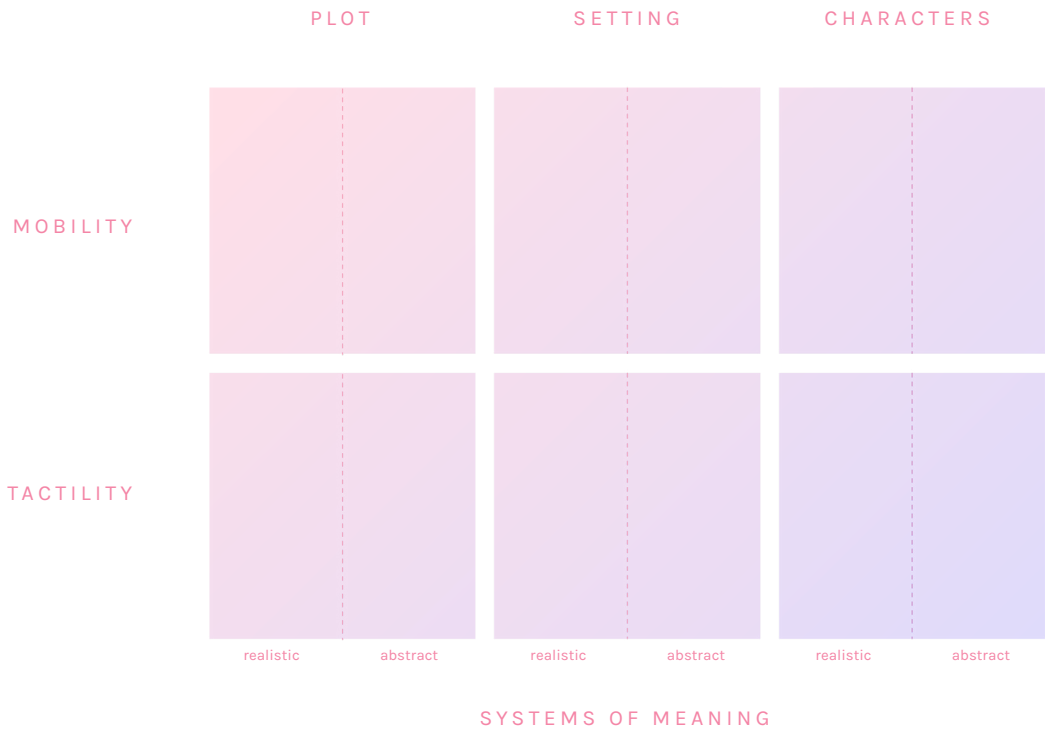 PLOT SETTING CHARACTERS
MOBILITY
TACTILITY
realistic abstract realistic abstract realistic abstract
SYSTEMS OF MEANING